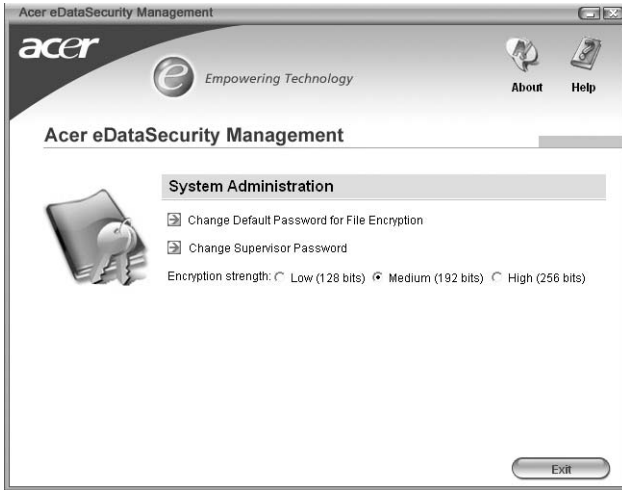 Acer eDataSecurity Management
acer
e Empowering Technology
About Help
Acer eDataSecurity Management
System Administration
Change Default Password for File Encryption
Change Supervisor Password
Encryption strength: Low (128 bits) Medium (192 bits) High (256 bits)
Exit